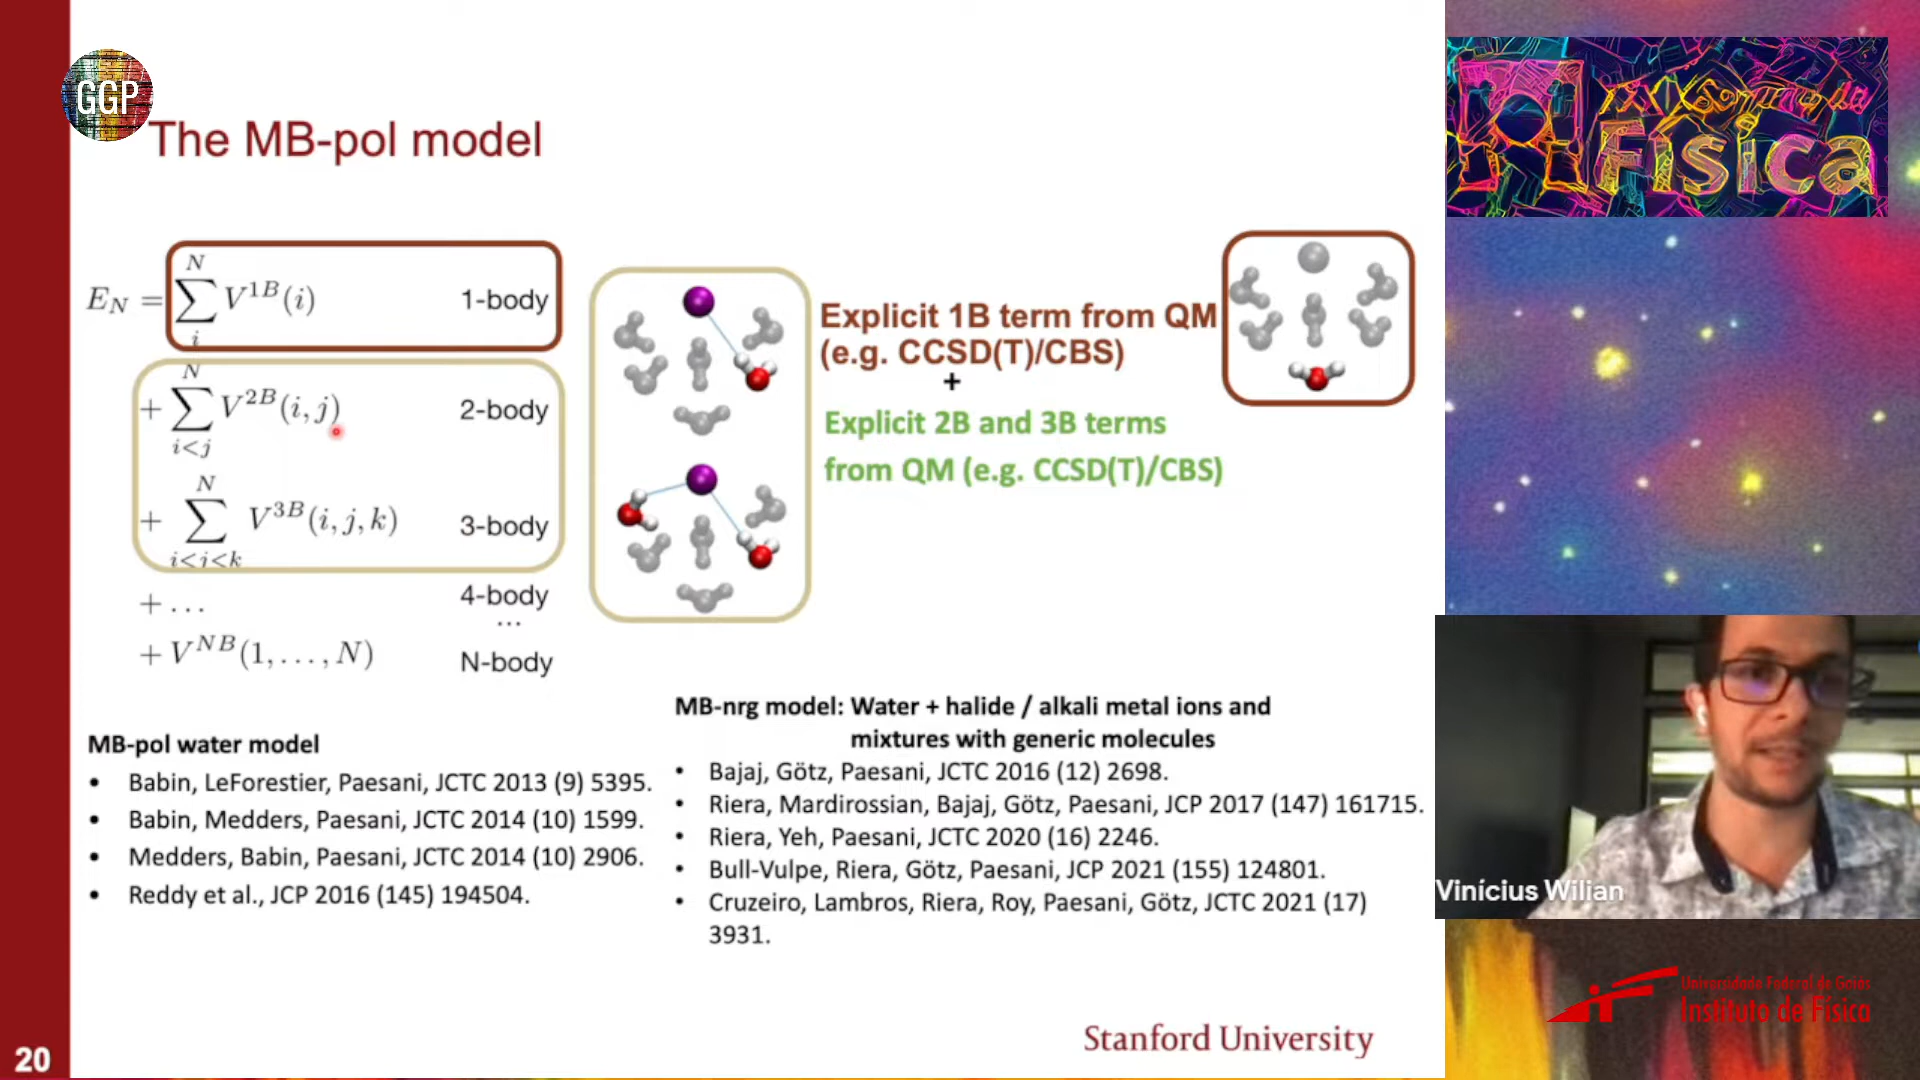 GGP
The MB-pol model
E_N = \sum_{i}^{N} V^{1B}(i) 1-body
+ \sum_{i<j}^{N} V^{2B}(i,j) 2-body
+ \sum_{i<j<k}^{N} V^{3B}(i,j,k) 3-body
+ ... 4-body
...
+ V^{NB}(1,...,N) N-body
Explicit 1B term from QM
(e.g. CCSD(T)/CBS)
+
Explicit 2B and 3B terms
from QM (e.g. CCSD(T)/CBS)
MB-pol water model
• Babin, LeForestier, Paesani, JCTC 2013 (9) 5395.
• Babin, Medders, Paesani, JCTC 2014 (10) 1599.
• Medders, Babin, Paesani, JCTC 2014 (10) 2906.
• Reddy et al., JCP 2016 (145) 194504.
MB-nrg model: Water + halide / alkali metal ions and
mixtures with generic molecules
• Bajaj, Götz, Paesani, JCTC 2016 (12) 2698.
• Riera, Mardirossian, Bajaj, Götz, Paesani, JCP 2017 (147) 161715.
• Riera, Yeh, Paesani, JCTC 2020 (16) 2246.
• Bull-Vulpe, Riera, Götz, Paesani, JCP 2021 (155) 124801.
• Cruzeiro, Lambros, Riera, Roy, Paesani, Götz, JCTC 2021 (17)
3931.
Stanford University
20
Física
Vinícius Wilian
Universidade Federal de Goiás
Instituto de Física